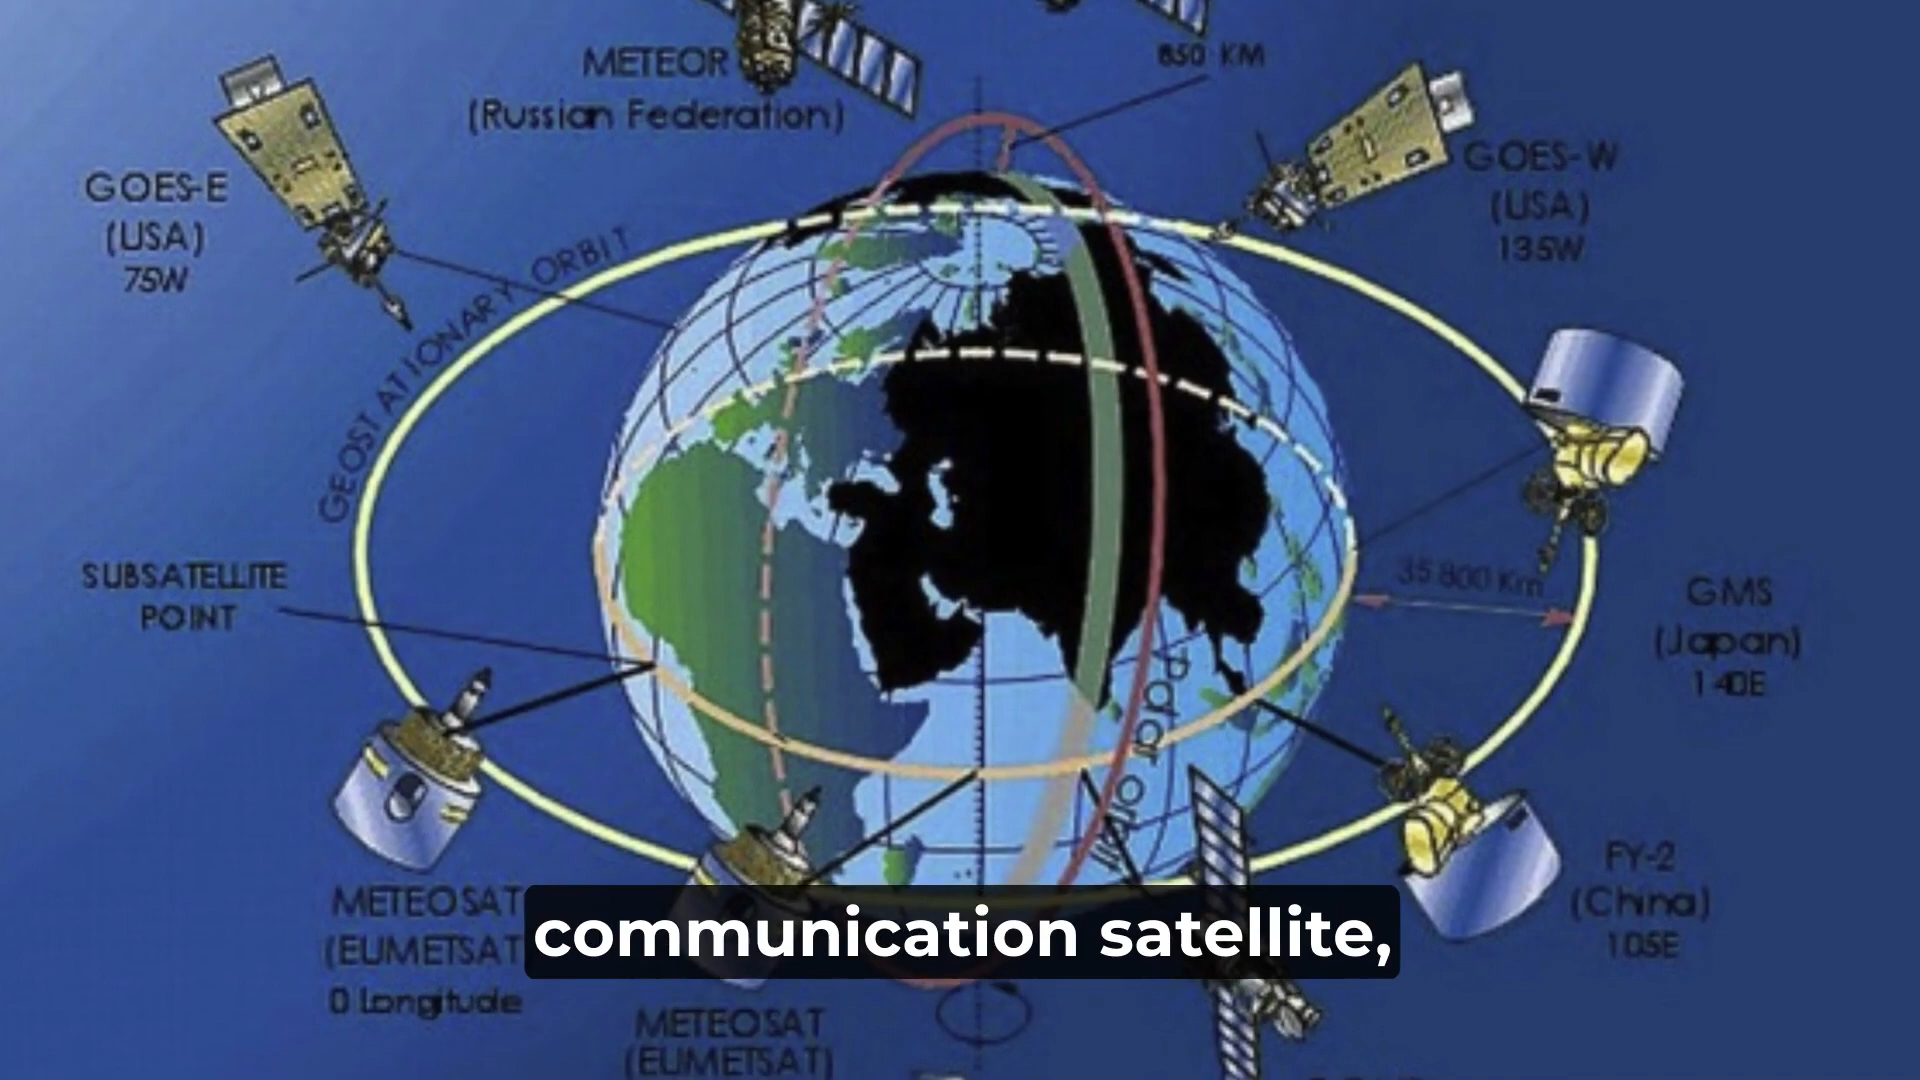 METEOR
(Russian Federation)
850 KM
GOES-E
(USA)
75W
GOES-W
(USA)
135W
GEOSTATIONARY ORBIT
SUBSATELLITE
POINT
35 800 Km
GMS
(Japan)
140E
Polar orbit
FY-2
(China)
105E
METEOSAT
(EUMETSAT
0 Longitude
communication satellite,
METEOSAT
(EUMETSAT)